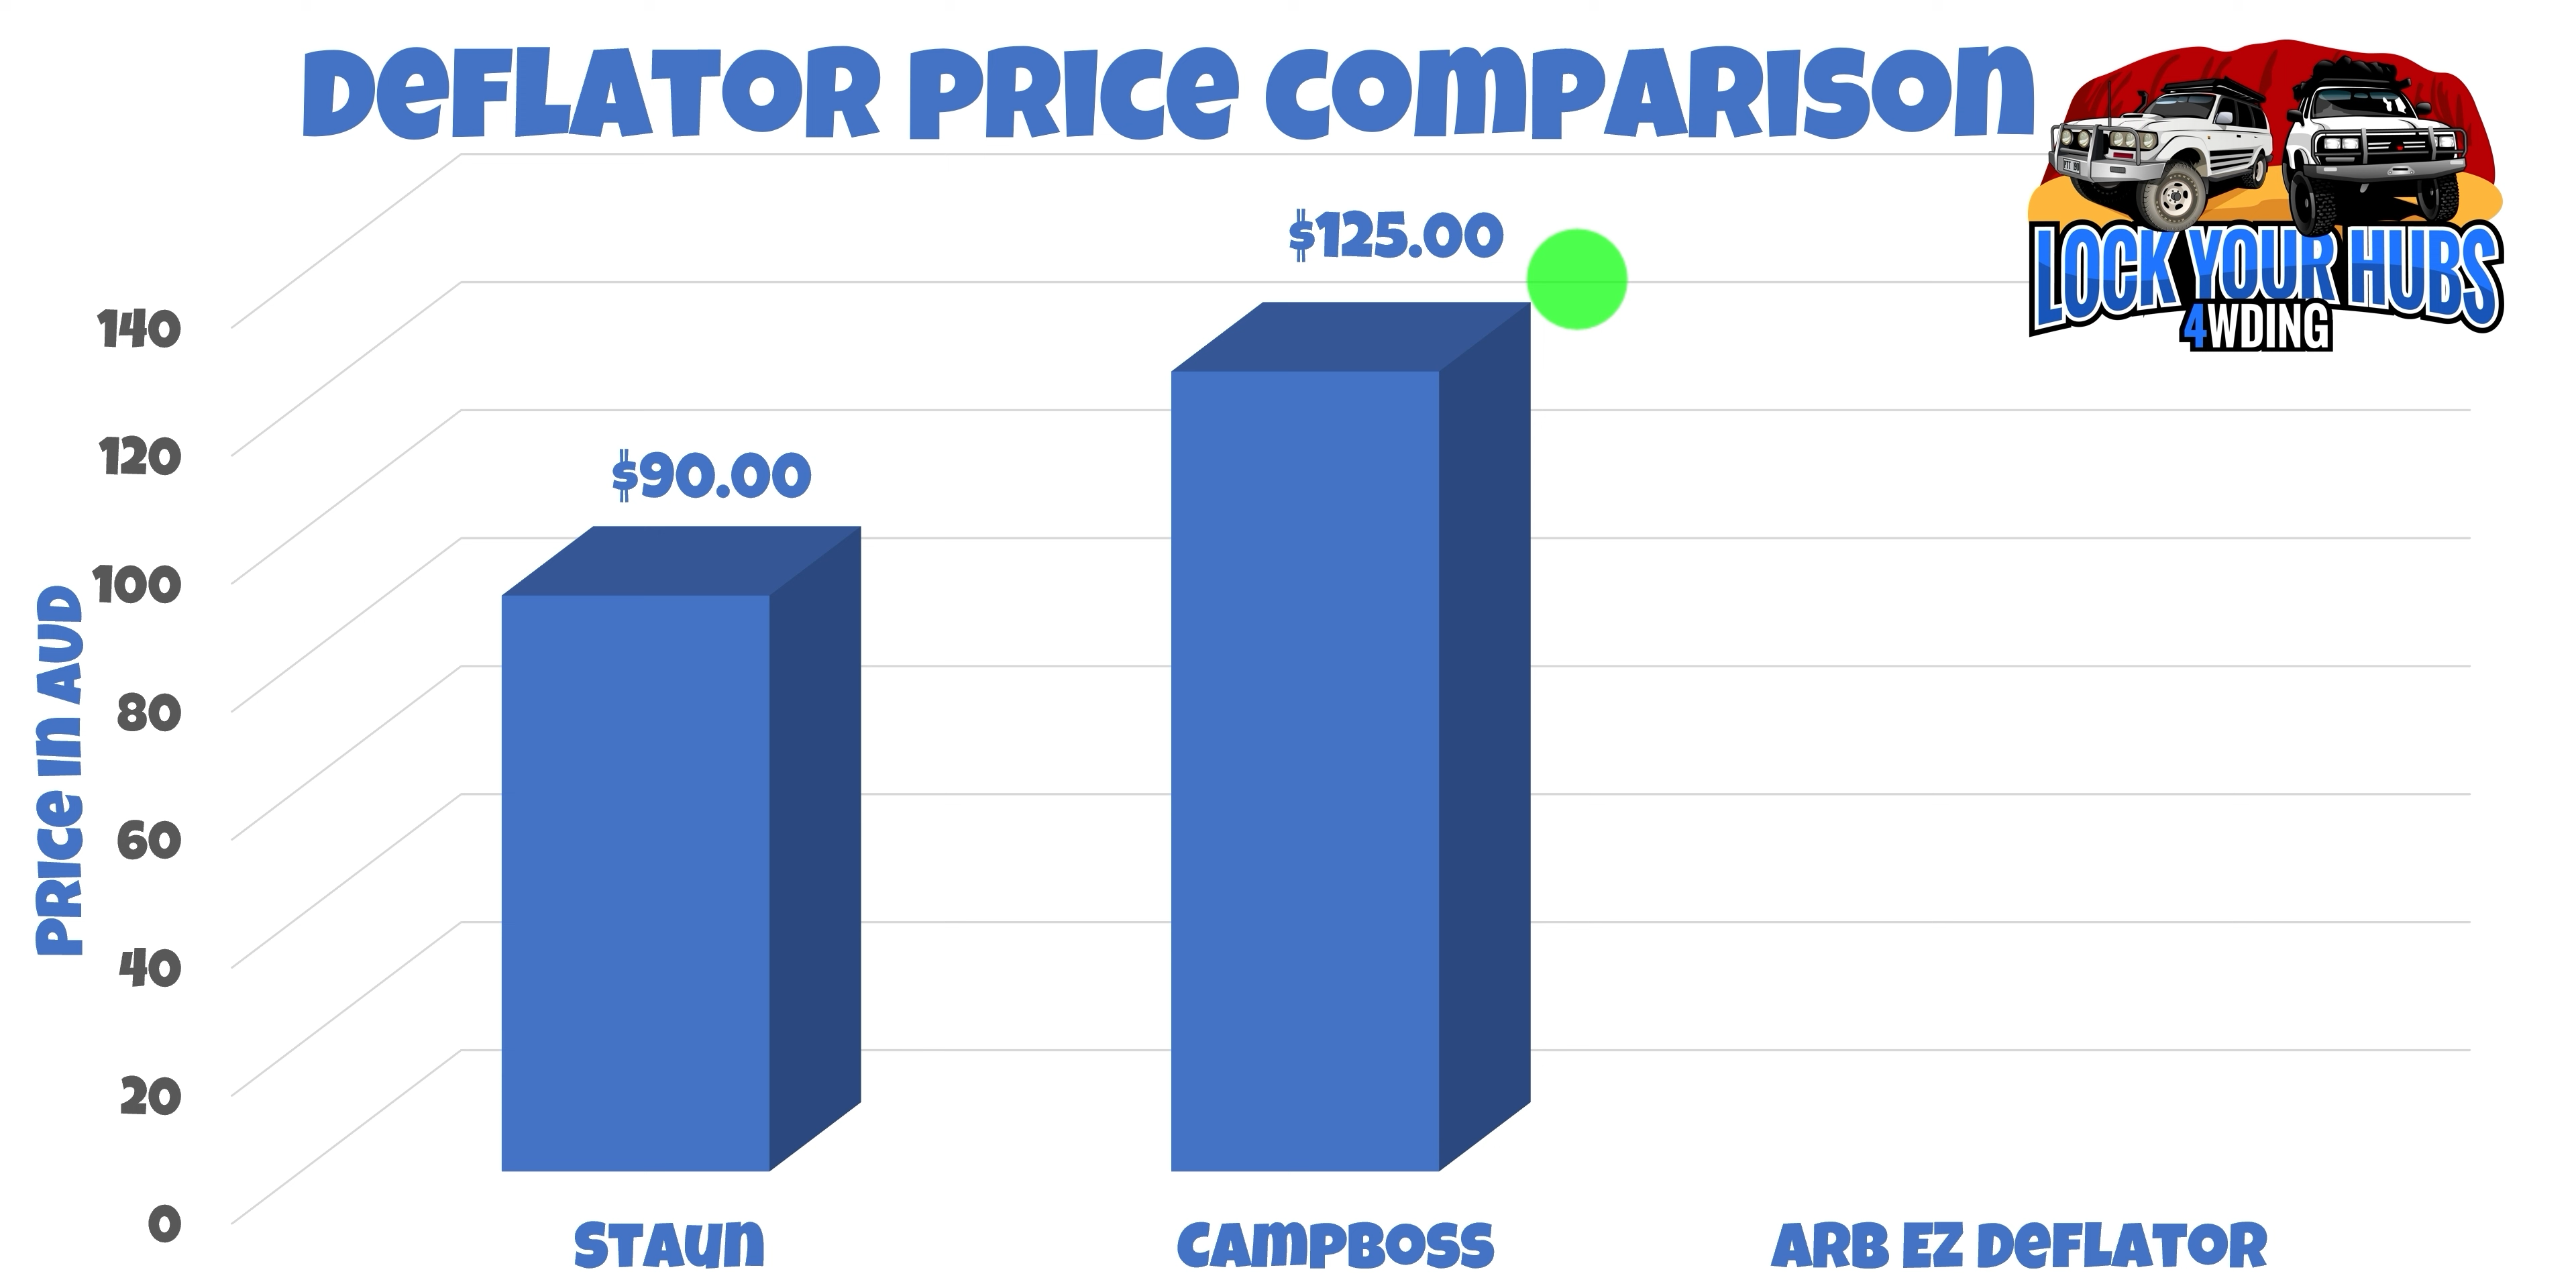 DEFLATOR PRICE COMPARISON
LOCK YOUR HUBS
4WDING
$125.00
$90.00
140
120
100
80
60
40
20
0
PRICE IN AUD
STAUN
CAMPBOSS
ARB EZ DEFLATOR